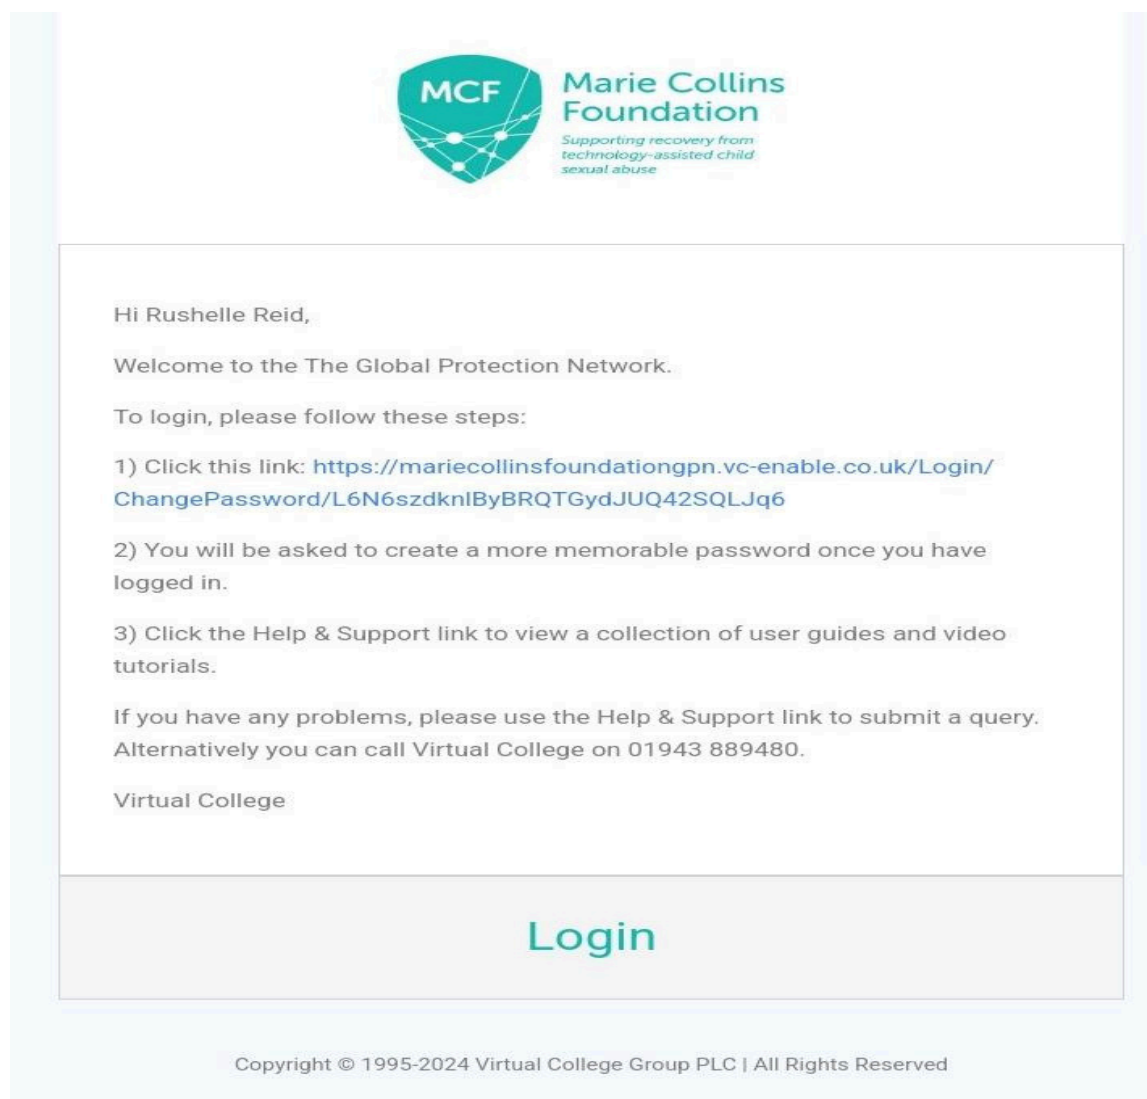 MCF
Marie Collins
Foundation
Supporting recovery from
technology-assisted child
sexual abuse
Hi Rushelle Reid,
Welcome to the The Global Protection Network.
To login, please follow these steps:
1) Click this link: https://mariecollinsfoundationgpn.vc-enable.co.uk/Login/
ChangePassword/L6N6szdknlByBRQTGydJUQ42SQLJq6
2) You will be asked to create a more memorable password once you have
logged in.
3) Click the Help & Support link to view a collection of user guides and video
tutorials.
If you have any problems, please use the Help & Support link to submit a query.
Alternatively you can call Virtual College on 01943 889480.
Virtual College
Login
Copyright © 1995-2024 Virtual College Group PLC | All Rights Reserved